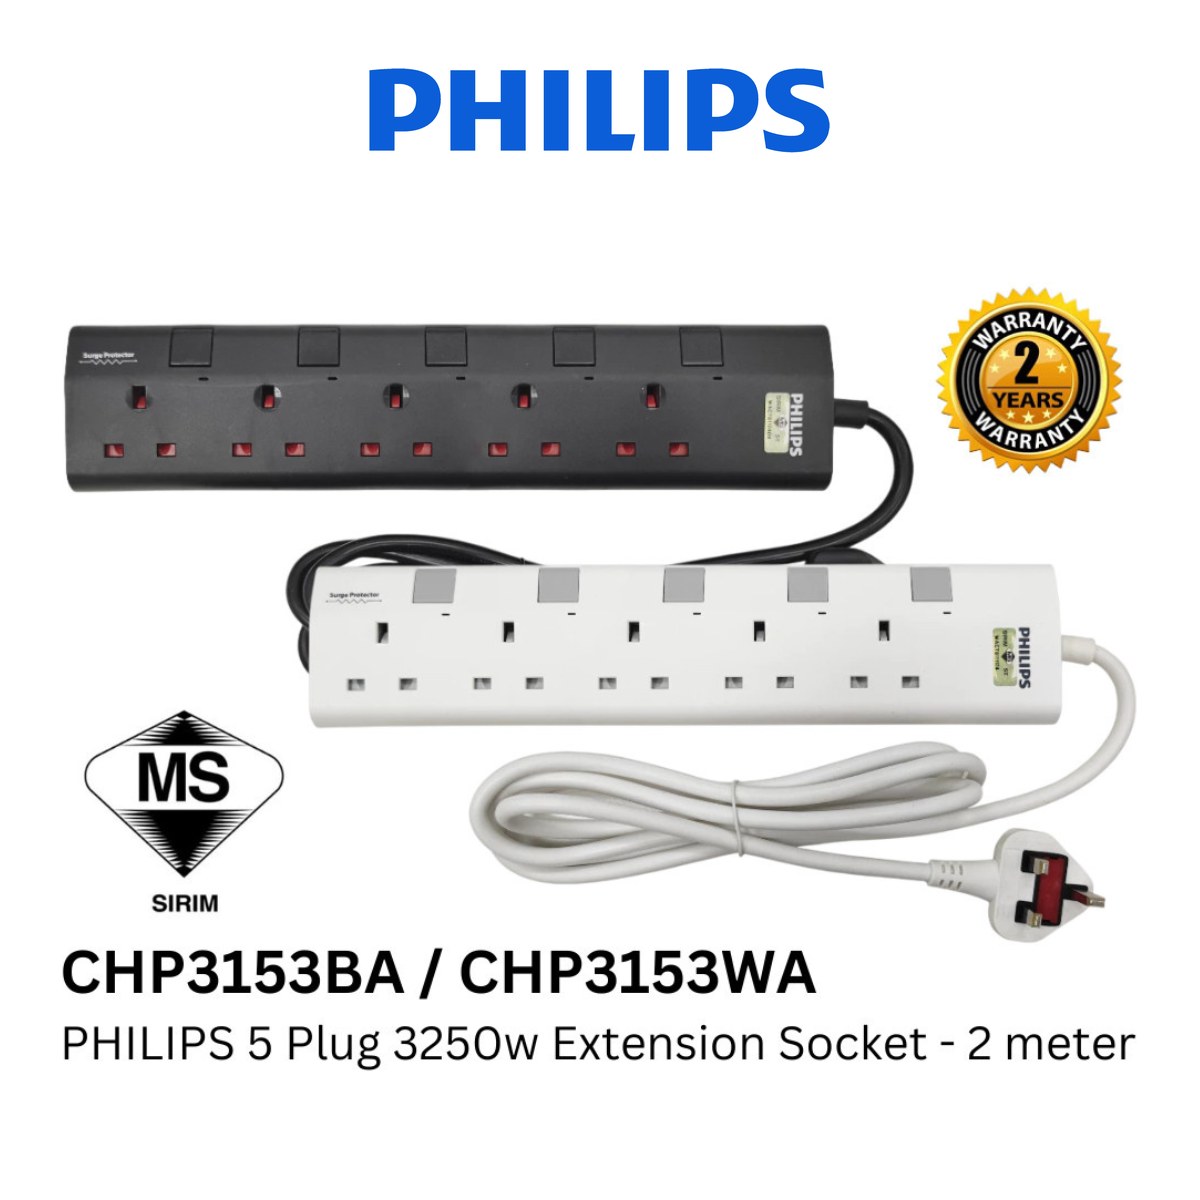 PHILIPS
Surge Protector
PHILIPS
WARRANTY
2
YEARS
WARRANTY
Surge Protector
PHILIPS
MS
SIRIM
CHP3153BA / CHP3153WA
PHILIPS 5 Plug 3250w Extension Socket - 2 meter